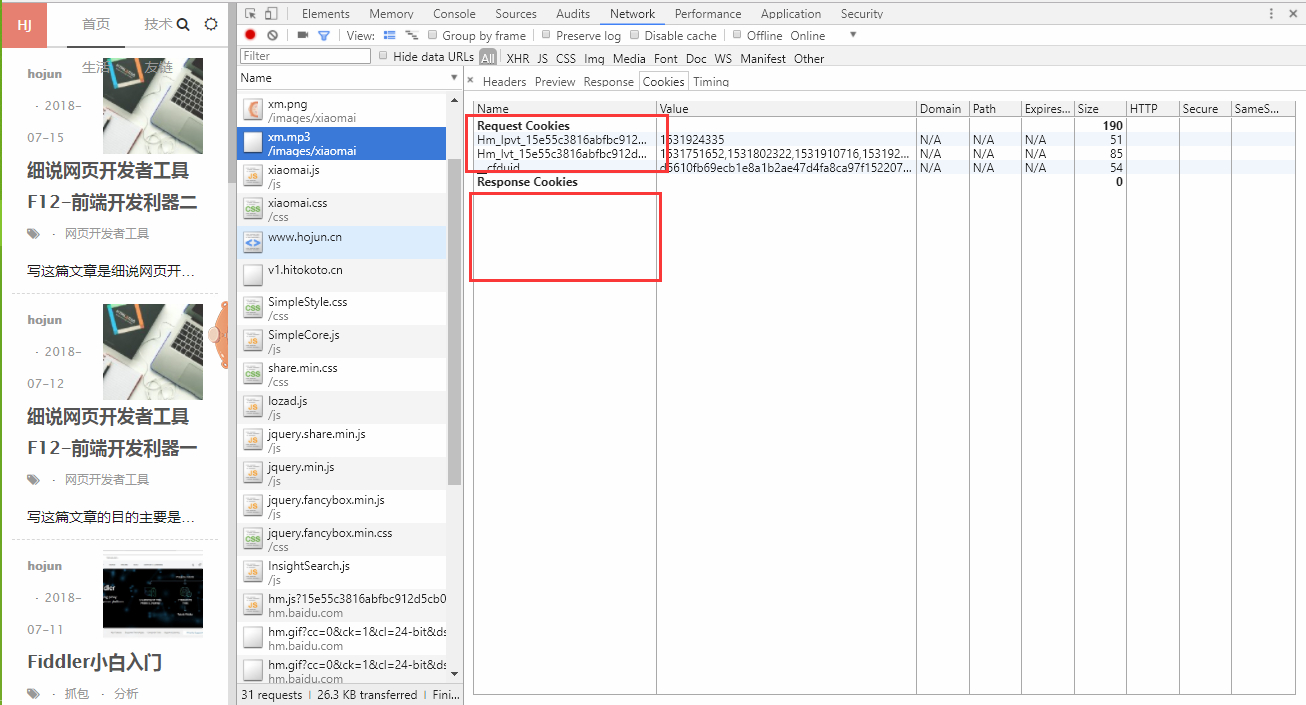 HJ
首页
技术
生活
友链
hojun
· 2018-
07-15
细说网页开发者工具
F12-前端开发利器二
· 网页开发者工具
写这篇文章是细说网页开…
hojun
· 2018-
07-12
细说网页开发者工具
F12-前端开发利器一
· 网页开发者工具
写这篇文章的目的主要是…
hojun
· 2018-
07-11
Fiddler小白入门
· 抓包 · 分析
Elements Memory Console Sources Audits Network Performance Application Security
View: Group by frame Preserve log Disable cache Offline Online
Filter Hide data URLs All XHR JS CSS Img Media Font Doc WS Manifest Other
Name
xm.png
/images/xiaomai
xm.mp3
/images/xiaomai
xiaomai.js
/js
xiaomai.css
/css
www.hojun.cn
v1.hitokoto.cn
SimpleStyle.css
/css
SimpleCore.js
/js
share.min.css
/css
lozad.js
/js
jquery.share.min.js
/js
jquery.min.js
/js
jquery.fancybox.min.js
/js
jquery.fancybox.min.css
/css
InsightSearch.js
/js
hm.js?15e55c3816abfbc912d5cb0
hm.baidu.com
hm.gif?cc=0&ck=1&cl=24-bit&ds
hm.baidu.com
hm.gif?cc=0&ck=1&cl=24-bit&ds
hm.baidu.com
31 requests | 26.3 KB transferred | Fini...
× Headers Preview Response Cookies Timing
Name Value Domain Path Expires... Size HTTP Secure SameS...
Request Cookies 190
Hm_lpvt_15e55c3816abfbc912... 1531924335 N/A N/A N/A 51
Hm_lvt_15e55c3816abfbc912d... 1531751652,1531802322,1531910716,153192... N/A N/A N/A 85
__cfduid d6610fb69ecb1e8a1b2ae47d4fa8ca97f152207... N/A N/A N/A 54
Response Cookies 0